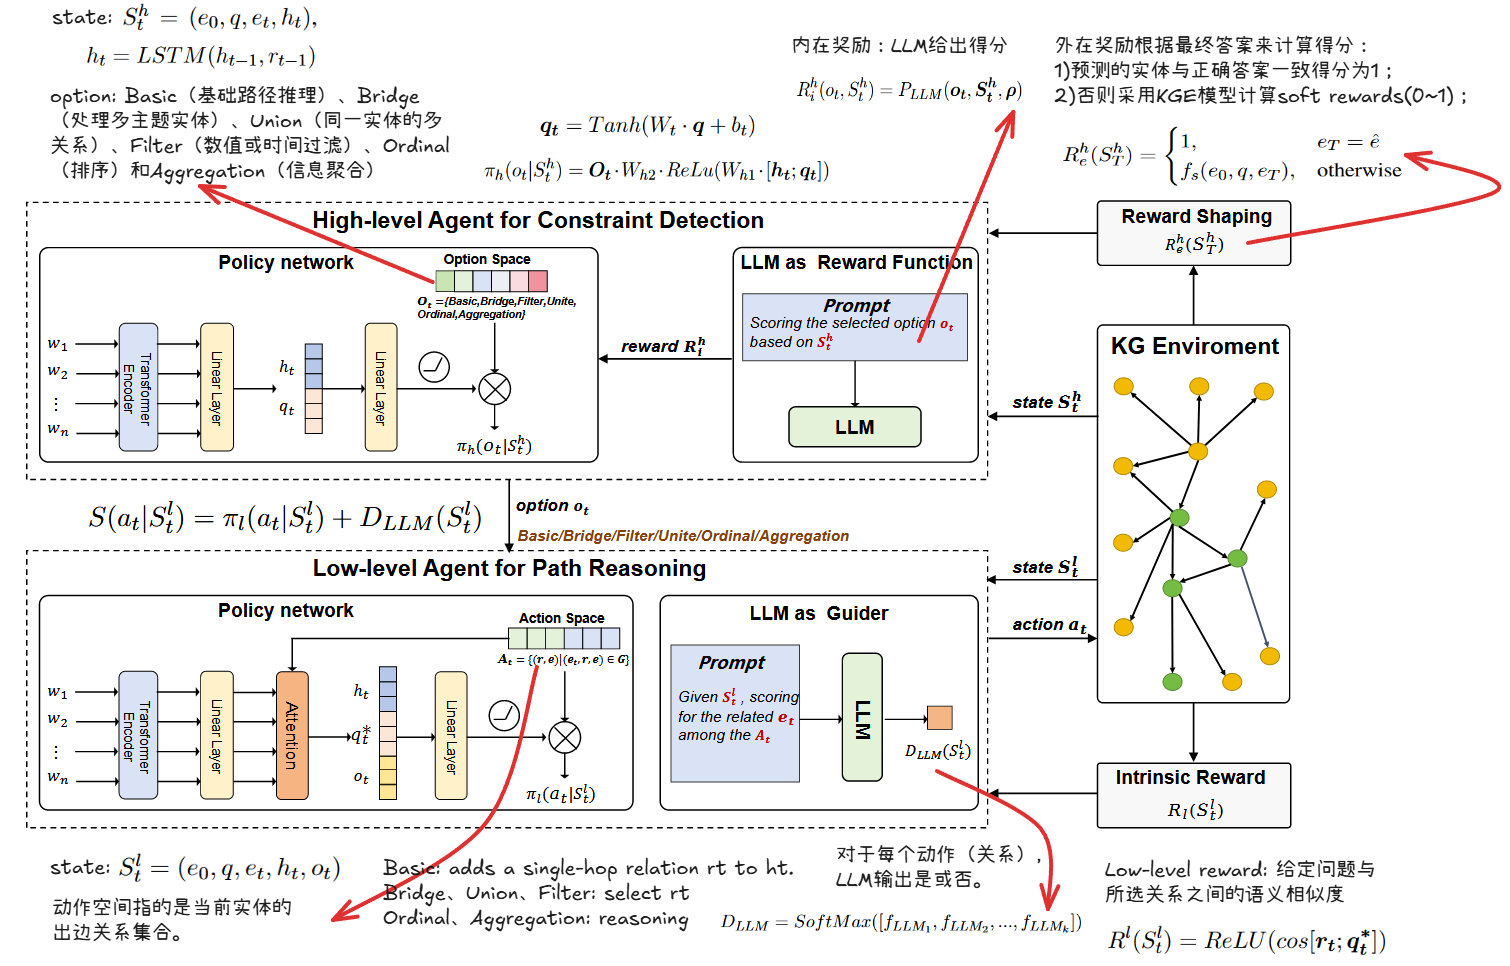 state: $S_t^h = (e_0, q, e_t, h_t)$,
$h_t = LSTM(h_{t-1}, r_{t-1})$
option: Basic（基础路径推理）、Bridge
（处理多主题实体）、Union（同一实体的多
关系）、Filter（数值或时间过滤）、Ordinal
（排序）和Aggregation（信息聚合）
$q_t = Tanh(W_t \cdot q + b_t)$
$\pi_h(o_t|S_t^h) = O_t \cdot W_{h2} \cdot ReLu(W_{h1} \cdot [h_t; q_t])$
内在奖励：LLM给出得分
$R_i^h(o_t, S_t^h) = P_{LLM}(o_t, S_t^h, \rho)$
外在奖励根据最终答案来计算得分：
1)预测的实体与正确答案一致得分为1；
2)否则采用KGE模型计算soft rewards(0~1)；
$R_e^h(S_T^h) = \begin{cases} 1, & e_T = \hat{e} \\ f_s(e_0, q, e_T), & \text{otherwise} \end{cases}$
High-level Agent for Constraint Detection
Policy network
Option Space
$O_t$ ={Basic,Bridge,Filter,Unite,
Ordinal,Aggregation}
$w_1$
$w_2$
⋮
$w_n$
Transformer
Encoder
Linear Layer
$h_t$
$q_t$
Linear Layer
$\pi_h(o_t|S_t^h)$
reward $R_i^h$
LLM as Reward Function
Prompt
Scoring the selected option $o_t$
based on $S_t^h$
LLM
Reward Shaping
$R_e^h(S_T^h)$
KG Enviroment
state $S_t^h$
$S(a_t|S_t^l) = \pi_l(a_t|S_t^l) + D_{LLM}(S_t^l)$
option $o_t$
Basic/Bridge/Filter/Unite/Ordinal/Aggregation
Low-level Agent for Path Reasoning
Policy network
Action Space
$A_t = \{(r, e)|(e_t, r, e) \in G\}$
$w_1$
$w_2$
⋮
$w_n$
Transformer
Encoder
Linear Layer
Attention
$h_t$
$q_t^*$
$o_t$
Linear Layer
$\pi_l(a_t|S_t^l)$
LLM as Guider
Prompt
Given $S_t^l$ , scoring
for the related $e_t$
among the $A_t$
LLM
$D_{LLM}(S_t^l)$
state $S_t^l$
action $a_t$
Intrinsic Reward
$R_l(S_t^l)$
state: $S_t^l = (e_0, q, e_t, h_t, o_t)$
动作空间指的是当前实体的
出边关系集合。
Basic: adds a single-hop relation rt to ht.
Bridge、Union、Filter: select rt
Ordinal、Aggregation: reasoning
对于每个动作（关系），
LLM输出是或否。
$D_{LLM} = SoftMax([f_{LLM_1}, f_{LLM_2}, ..., f_{LLM_k}])$
Low-level reward: 给定问题与
所选关系之间的语义相似度
$R^l(S_t^l) = ReLU(cos[r_t; q_t^*])$